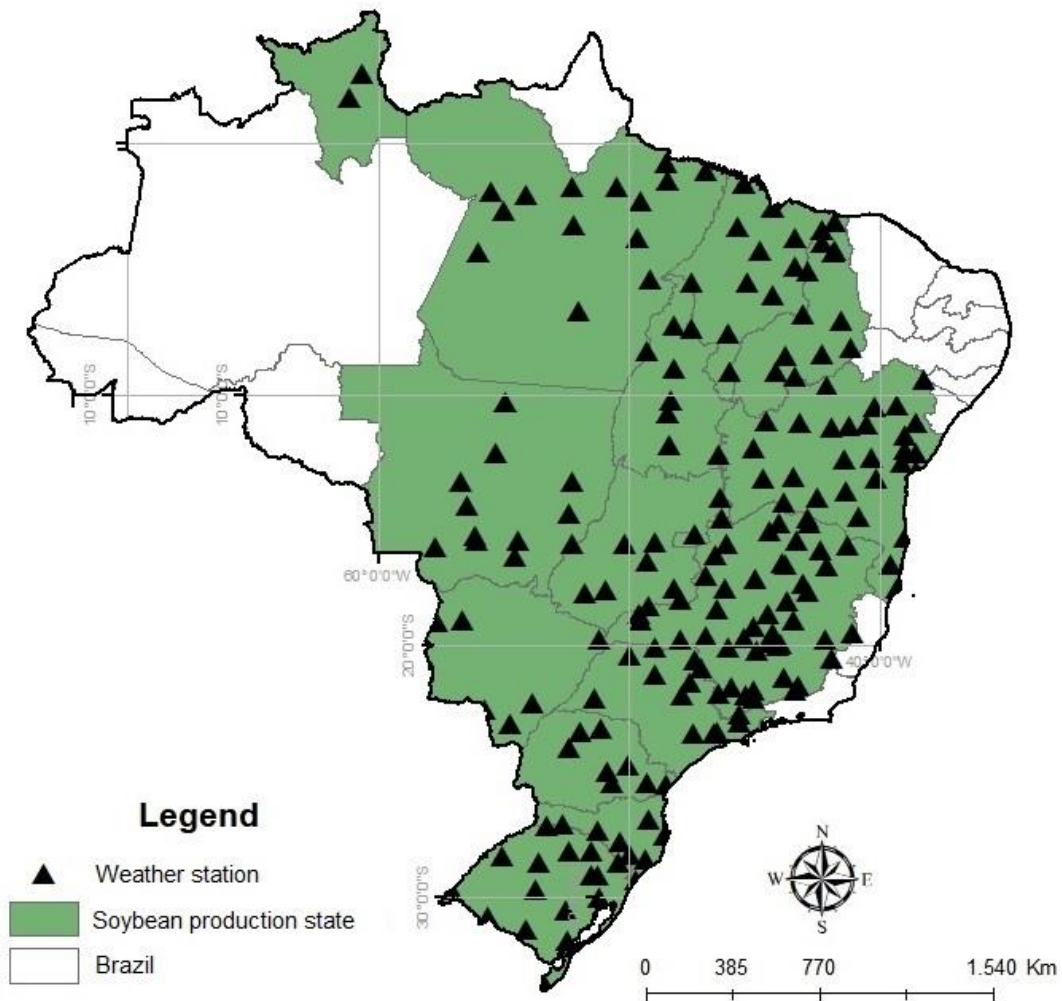 10°0'0"S
10°0'0"S
60°0'0"W
20°0'0"S
40°0'0"W
30°0'0"S
Legend
Weather station
Soybean production state
Brazil
N
W E
S
0 385 770 1.540 Km